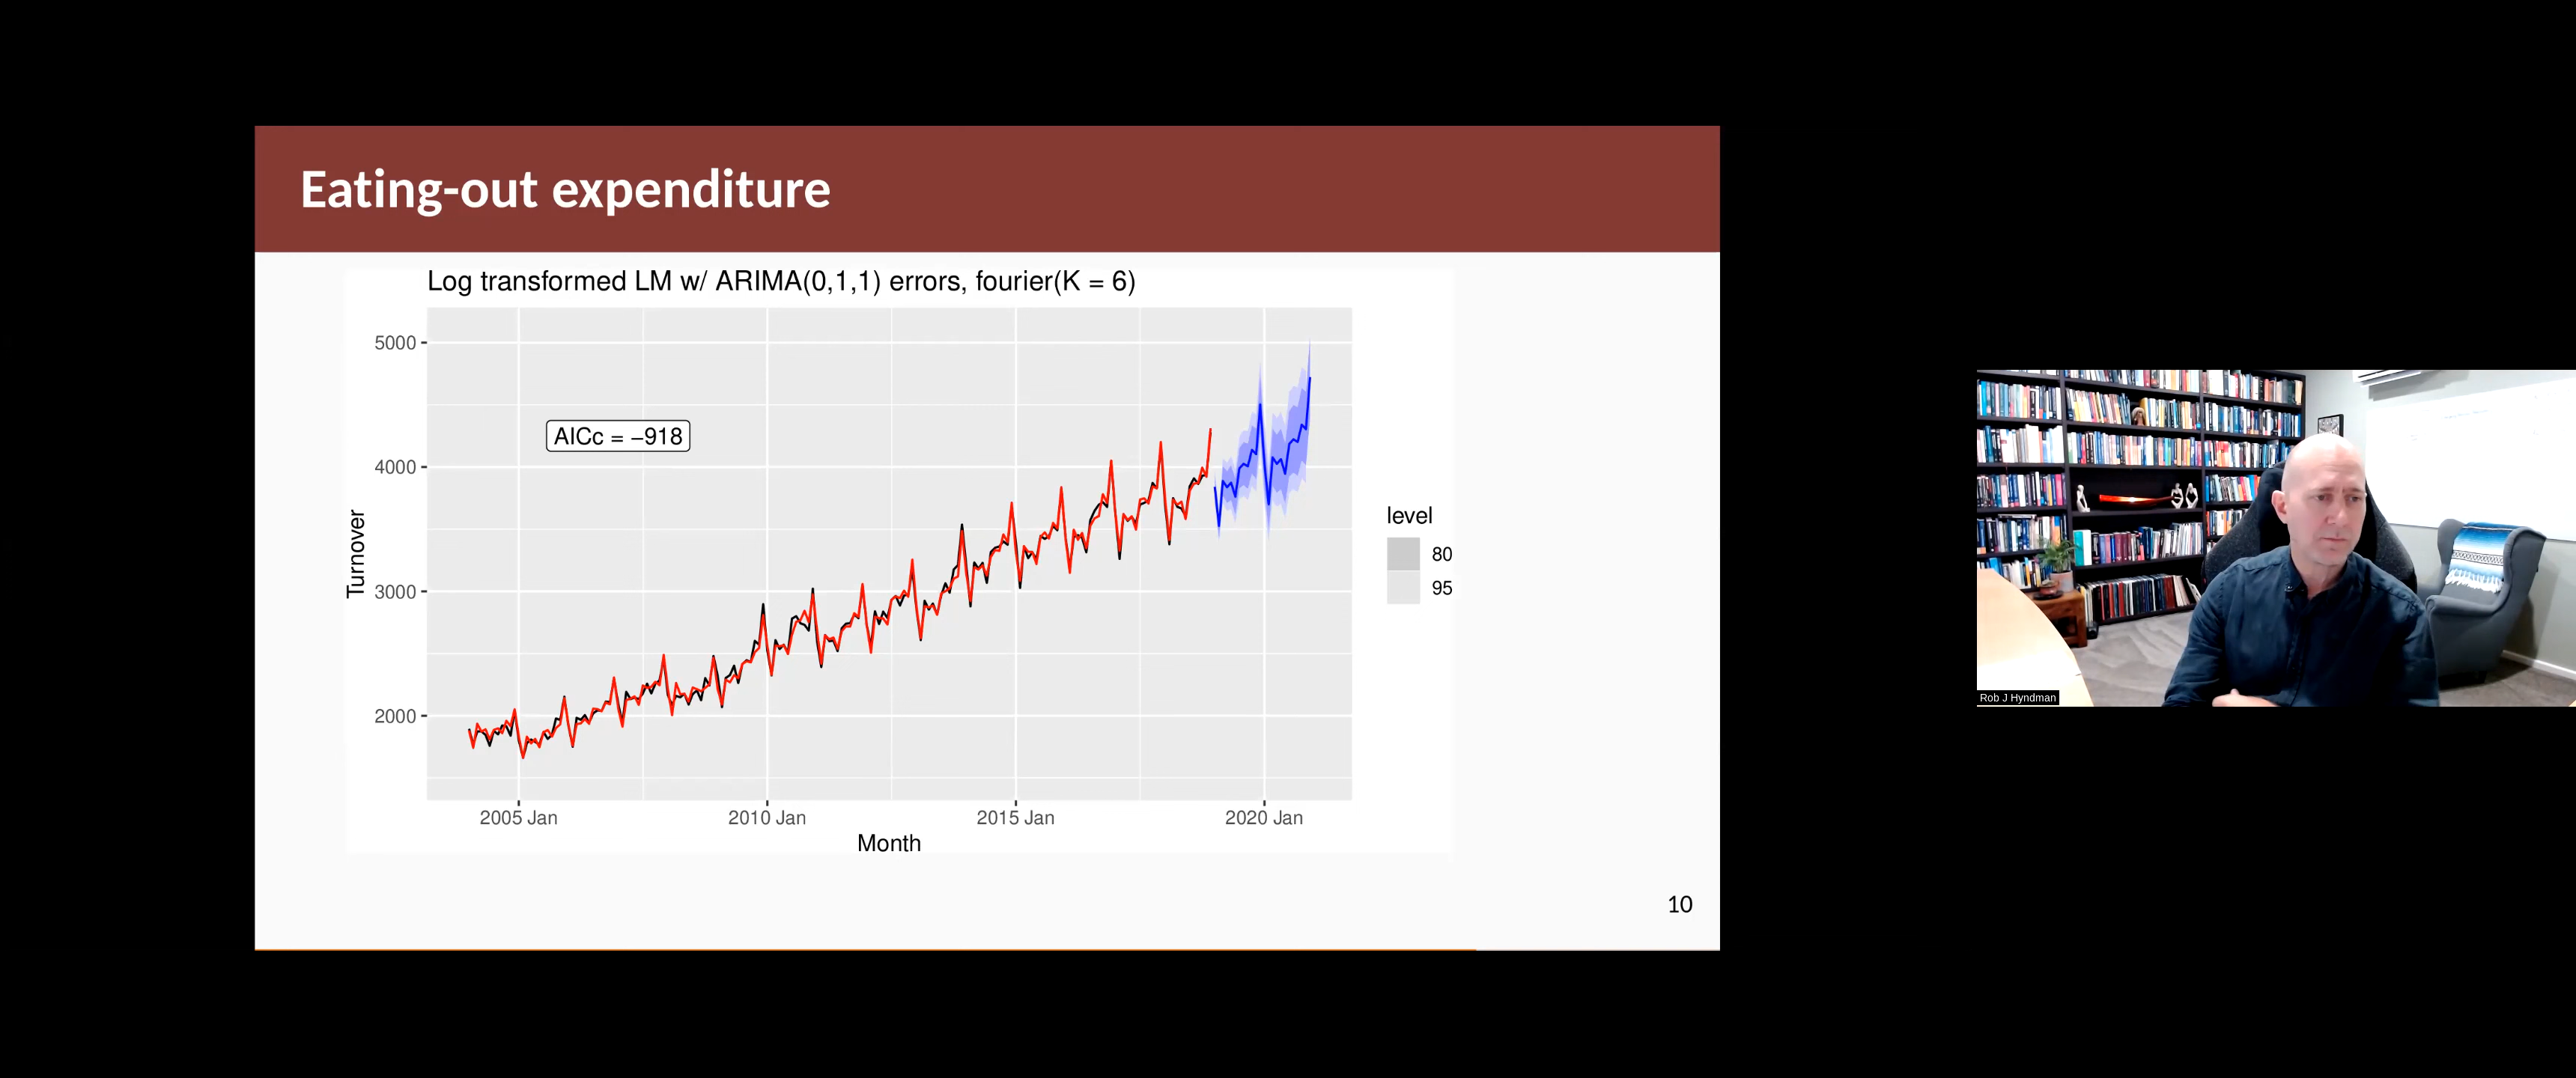 Eating-out expenditure
Log transformed LM w/ ARIMA(0,1,1) errors, fourier(K = 6)
5000
4000
3000
2000
Turnover
AICc = −918
level
80
95
2005 Jan
2010 Jan
2015 Jan
2020 Jan
Month
10
Rob J Hyndman